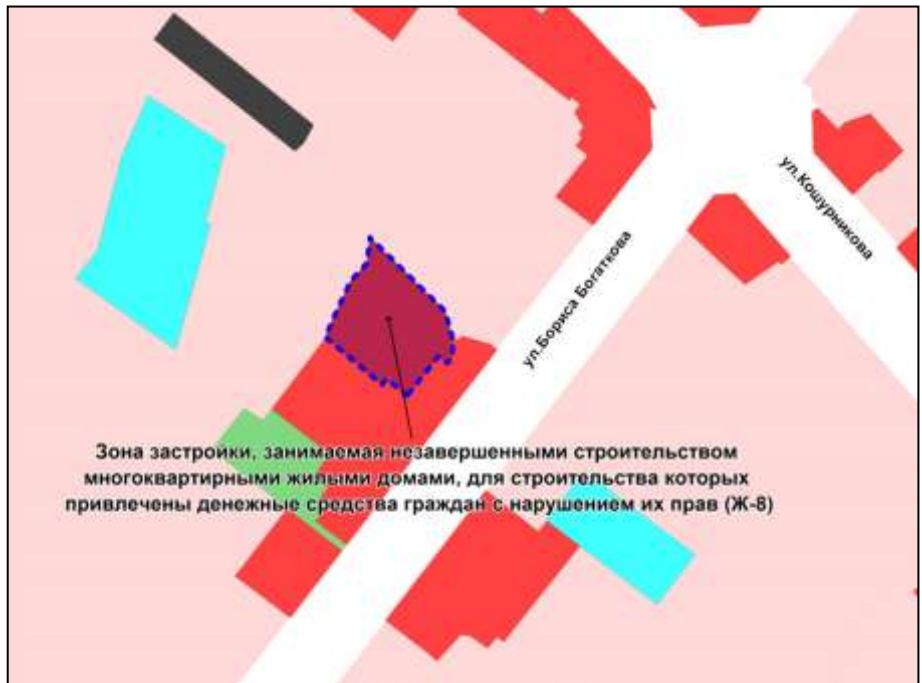 ул.Кошурникова
ул.Бориса Богаткова
Зона застройки, занимаемая незавершенными строительством
многоквартирными жилыми домами, для строительства которых
привлечены денежные средства граждан с нарушением их прав (Ж-8)